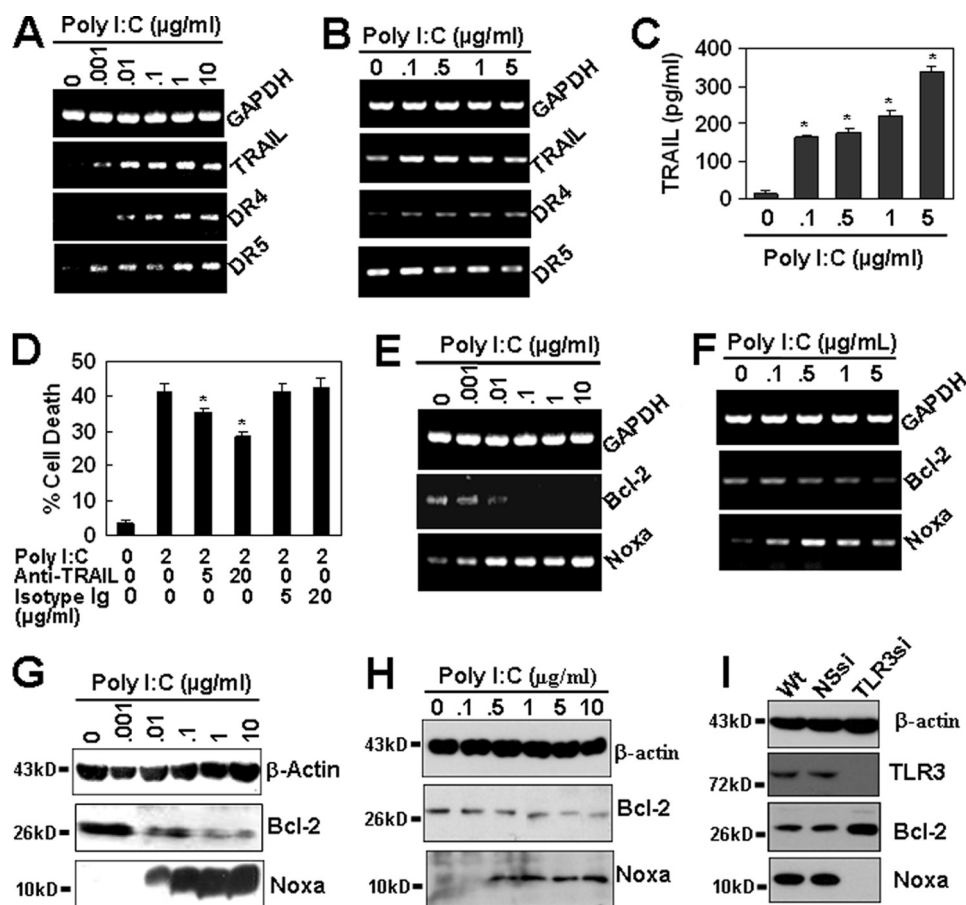 A
Poly I:C (µg/ml)
0 .001 .01 .1 1 10
GAPDH
TRAIL
DR4
DR5
B
Poly I:C (µg/ml)
0 .1 .5 1 5
GAPDH
TRAIL
DR4
DR5
C
400
300
200
100
0
TRAIL (pg/ml)
* * * *
0 .1 .5 1 5
Poly I:C (µg/ml)
D
50
40
30
20
10
0
% Cell Death
* *
Poly I:C 0 2 2 2 2 2
Anti-TRAIL 0 0 5 20 0 0
Isotype Ig 0 0 0 0 5 20
(µg/ml)
E
Poly I:C (µg/ml)
0 .001 .01 .1 1 10
GAPDH
Bcl-2
Noxa
F
Poly I:C (µg/mL)
0 .1 .5 1 5
GAPDH
Bcl-2
Noxa
G
Poly I:C (µg/ml)
0 .001 .01 .1 1 10
43kD β-Actin
26kD Bcl-2
10kD Noxa
H
Poly I:C (µg/ml)
0 .1 .5 1 5 10
43kD β-actin
26kD Bcl-2
10kD Noxa
I
Wt NSsi TLR3si
43kD β-actin
72kD TLR3
26kD Bcl-2
10kD Noxa